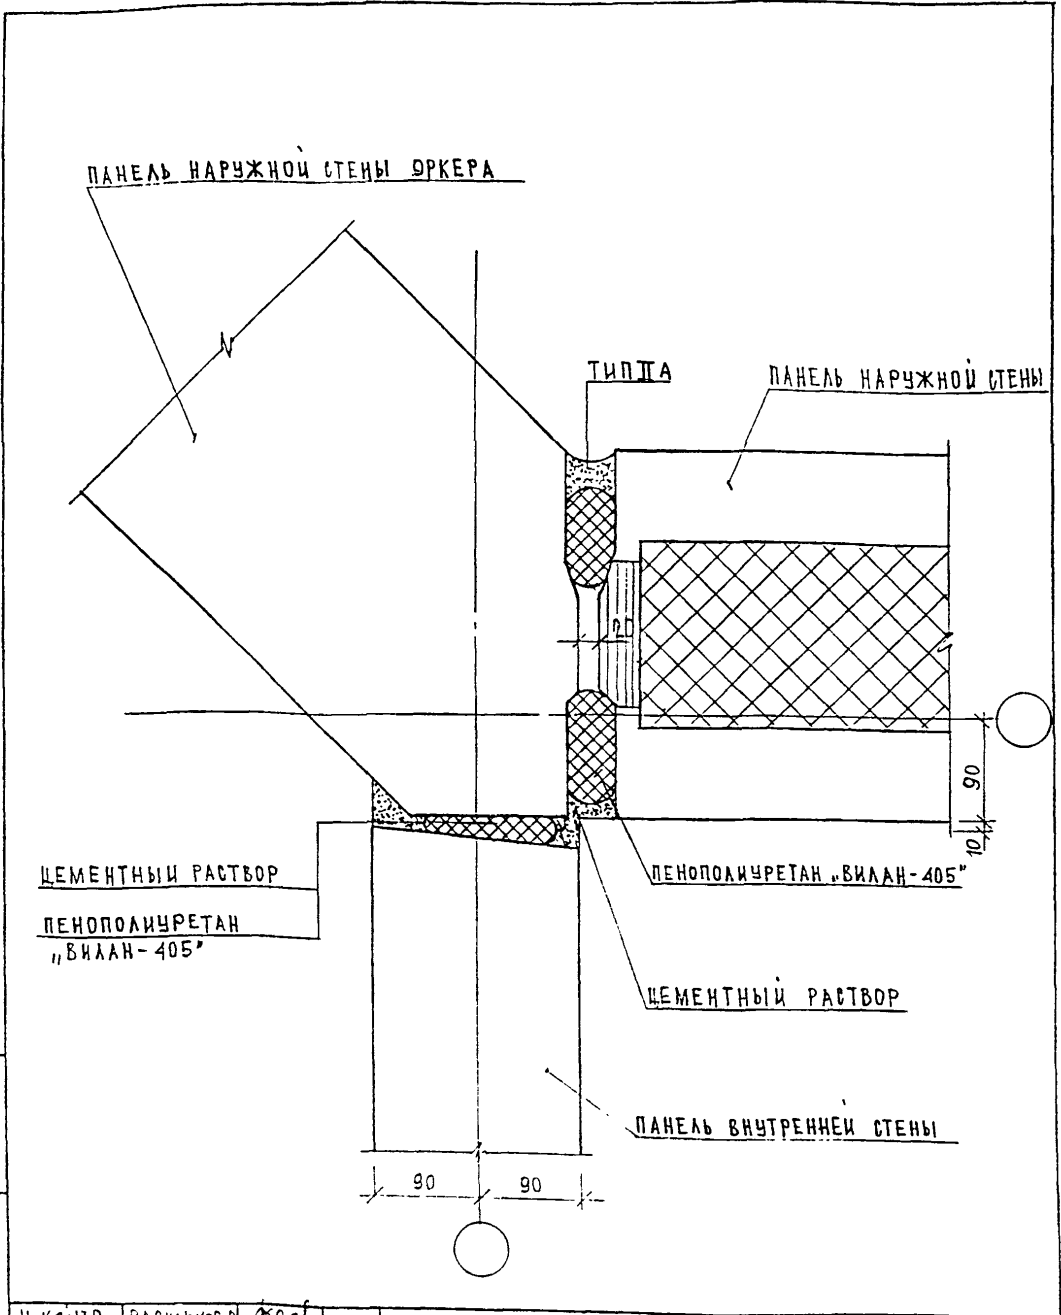 ПАНЕЛЬ НАРУЖНОЙ СТЕНЫ ЭРКЕРА
ТИП II А
ПАНЕЛЬ НАРУЖНОЙ СТЕНЫ
20
90
10
ЦЕМЕНТНЫЙ РАСТВОР
ПЕНОПОЛИУРЕТАН „ВИЛАН-405"
ПЕНОПОЛИУРЕТАН
„ВИЛАН-405"
ЦЕМЕНТНЫЙ РАСТВОР
ПАНЕЛЬ ВНУТРЕННЕЙ СТЕНЫ
90 90